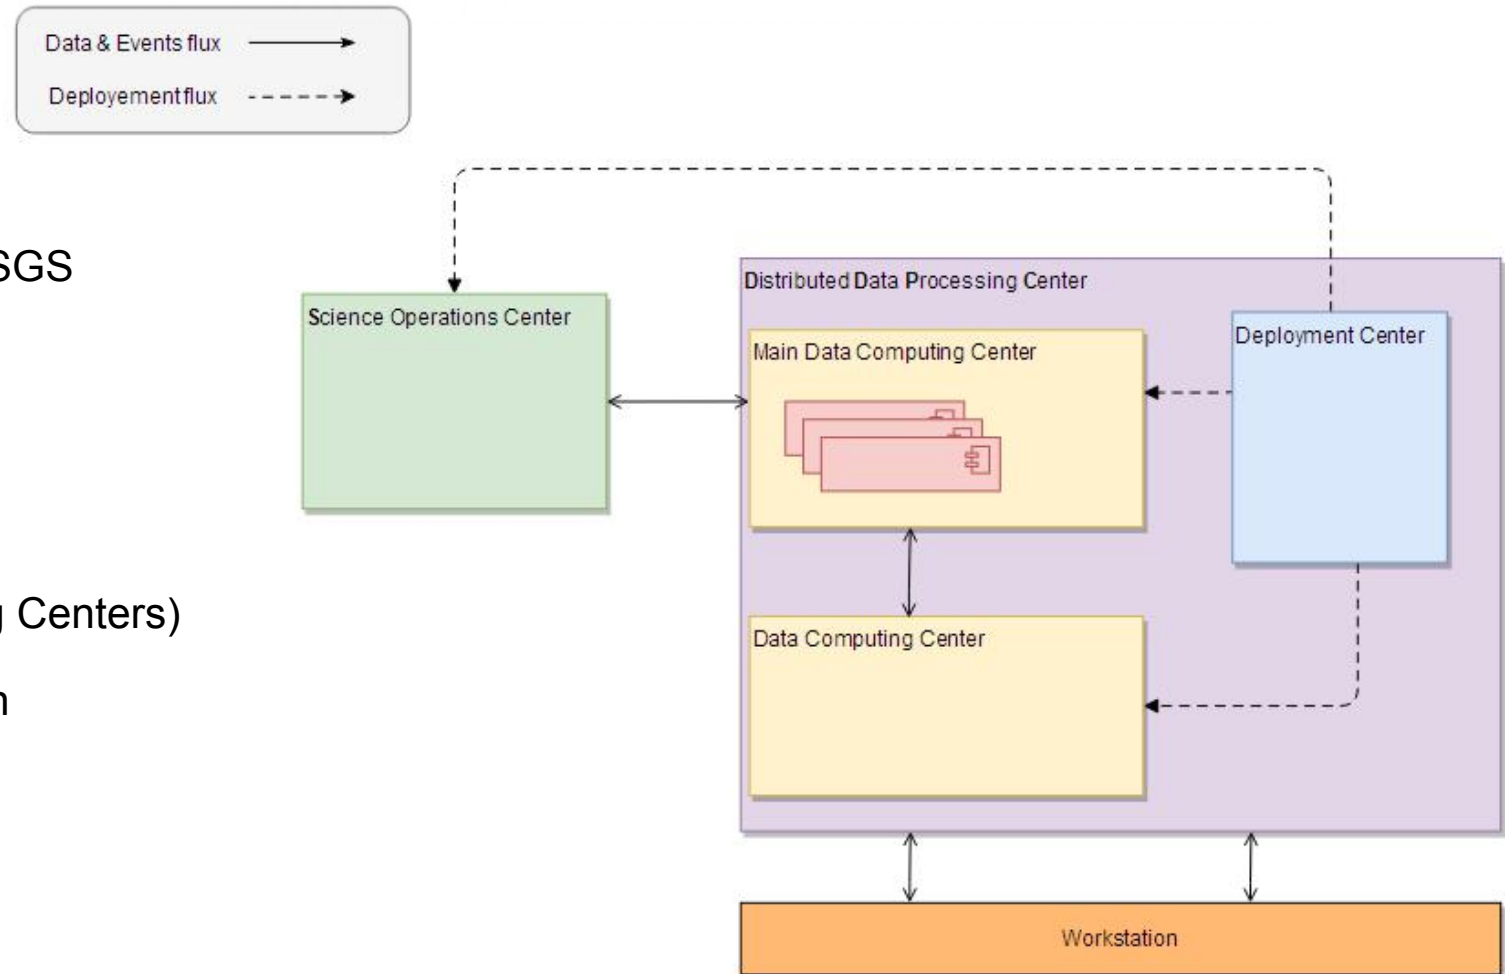 Data & Events flux
Deployement flux
SGS
Science Operations Center
Distributed Data Processing Center
Main Data Computing Center
Deployment Center
g Centers)
Data Computing Center
n
Workstation